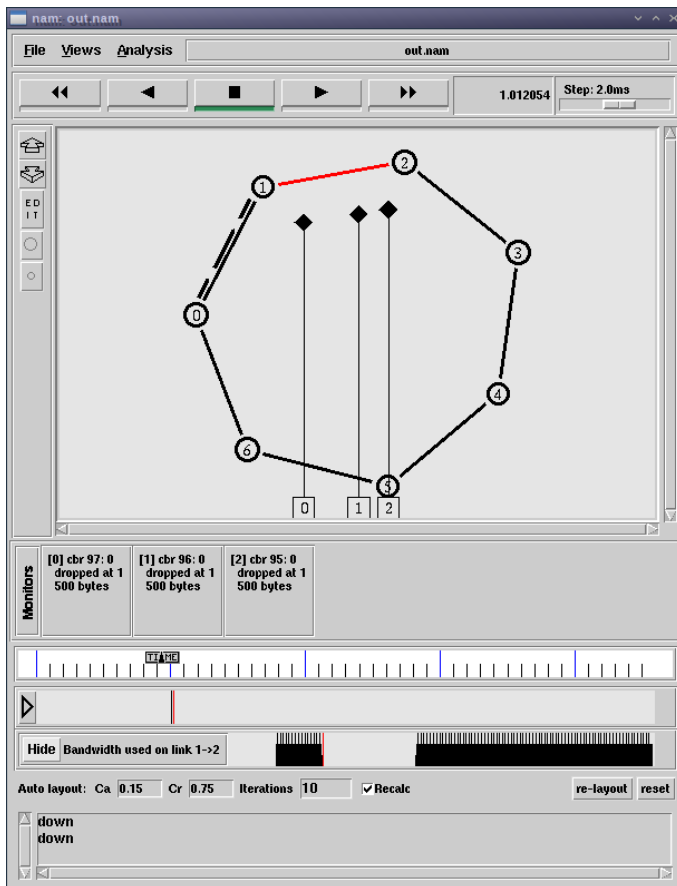 nam: out.nam
File Views Analysis out.nam
1.012054 Step: 2.0ms
ED
IT
1
2
3
0
4
6
5
0 1 2
Monitors
[0] cbr 97: 0
dropped at 1
500 bytes
[1] cbr 96: 0
dropped at 1
500 bytes
[2] cbr 95: 0
dropped at 1
500 bytes
TIME
Hide Bandwidth used on link 1->2
Auto layout: Ca 0.15 Cr 0.75 Iterations 10 Recalc re-layout reset
down
down